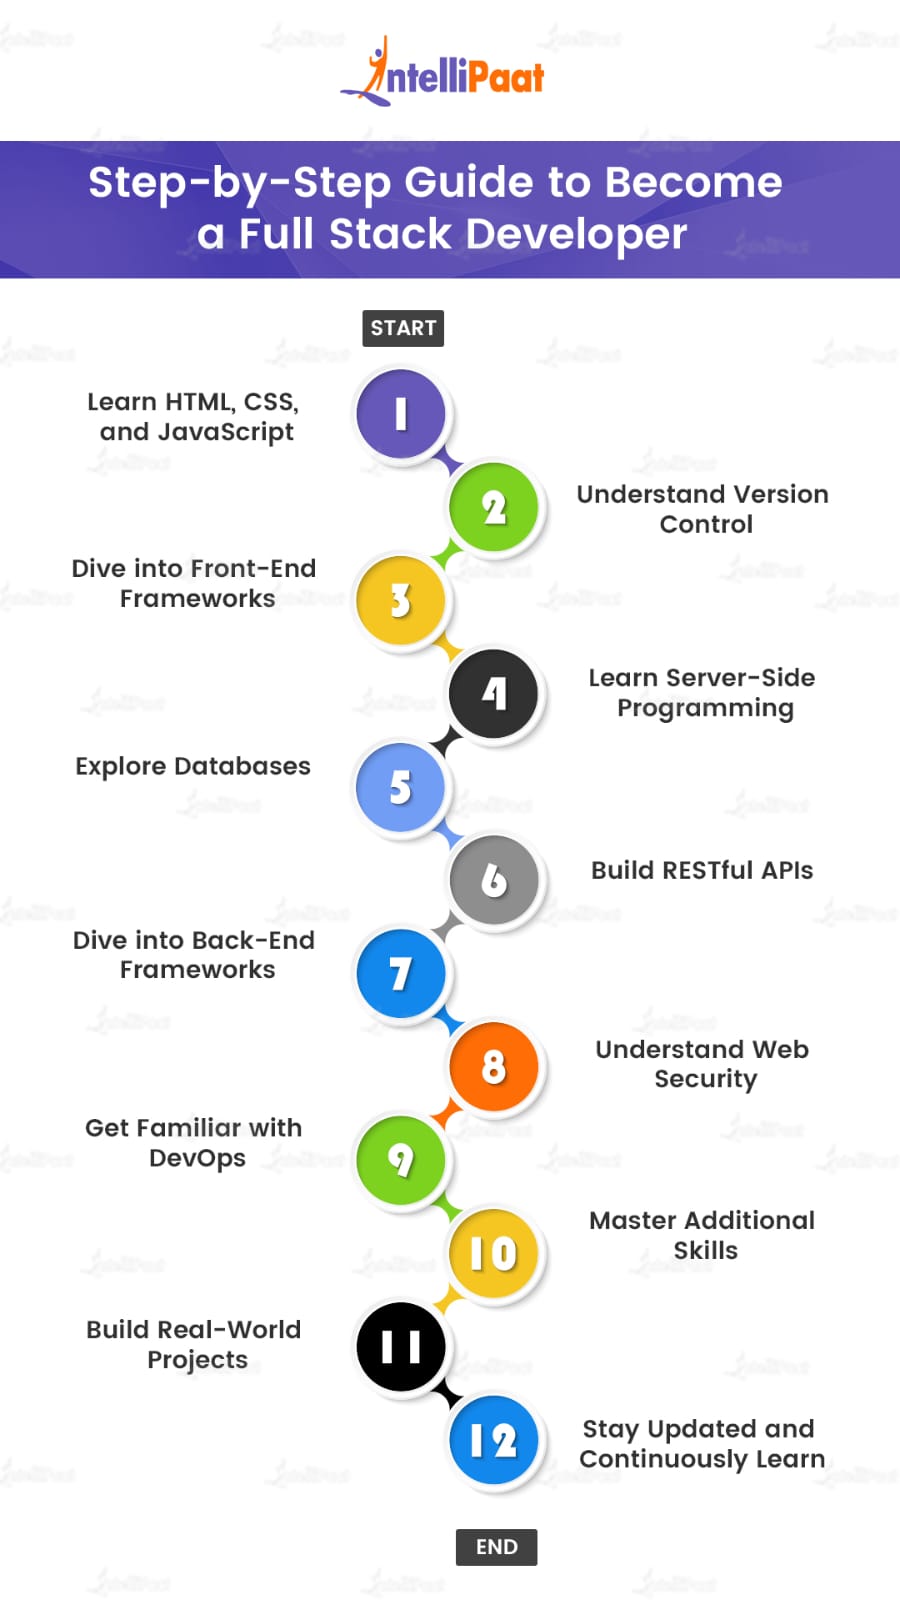 IntelliPaat
Step-by-Step Guide to Become
a Full Stack Developer
START
Learn HTML, CSS,
and JavaScript
1
2
Understand Version
Control
Dive into Front-End
Frameworks
3
4
Learn Server-Side
Programming
Explore Databases
5
6
Build RESTful APIs
Dive into Back-End
Frameworks
7
8
Understand Web
Security
Get Familiar with
DevOps
9
10
Master Additional
Skills
Build Real-World
Projects
11
12
Stay Updated and
Continuously Learn
END